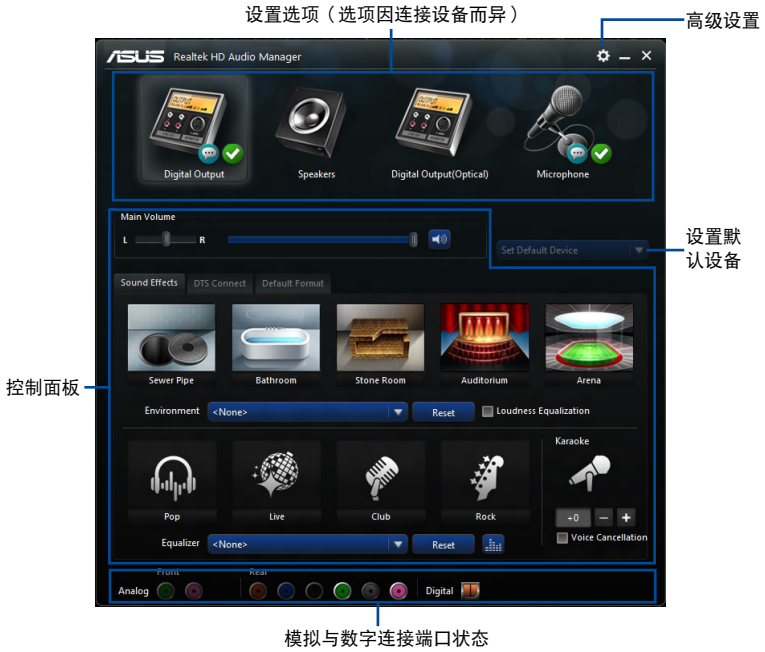 设置选项（选项因连接设备而异）
高级设置
ASUS Realtek HD Audio Manager
Digital Output
Speakers
Digital Output(Optical)
Microphone
Main Volume
L R
Set Default Device
设置默
认设备
Sound Effects DTS Connect Default Format
Sewer Pipe
Bathroom
Stone Room
Auditorium
Arena
控制面板
Environment <None> Reset Loudness Equalization
Karaoke
Pop
Live
Club
Rock
+0
Equalizer <None> Reset Voice Cancellation
Front Rear
Analog Digital
模拟与数字连接端口状态